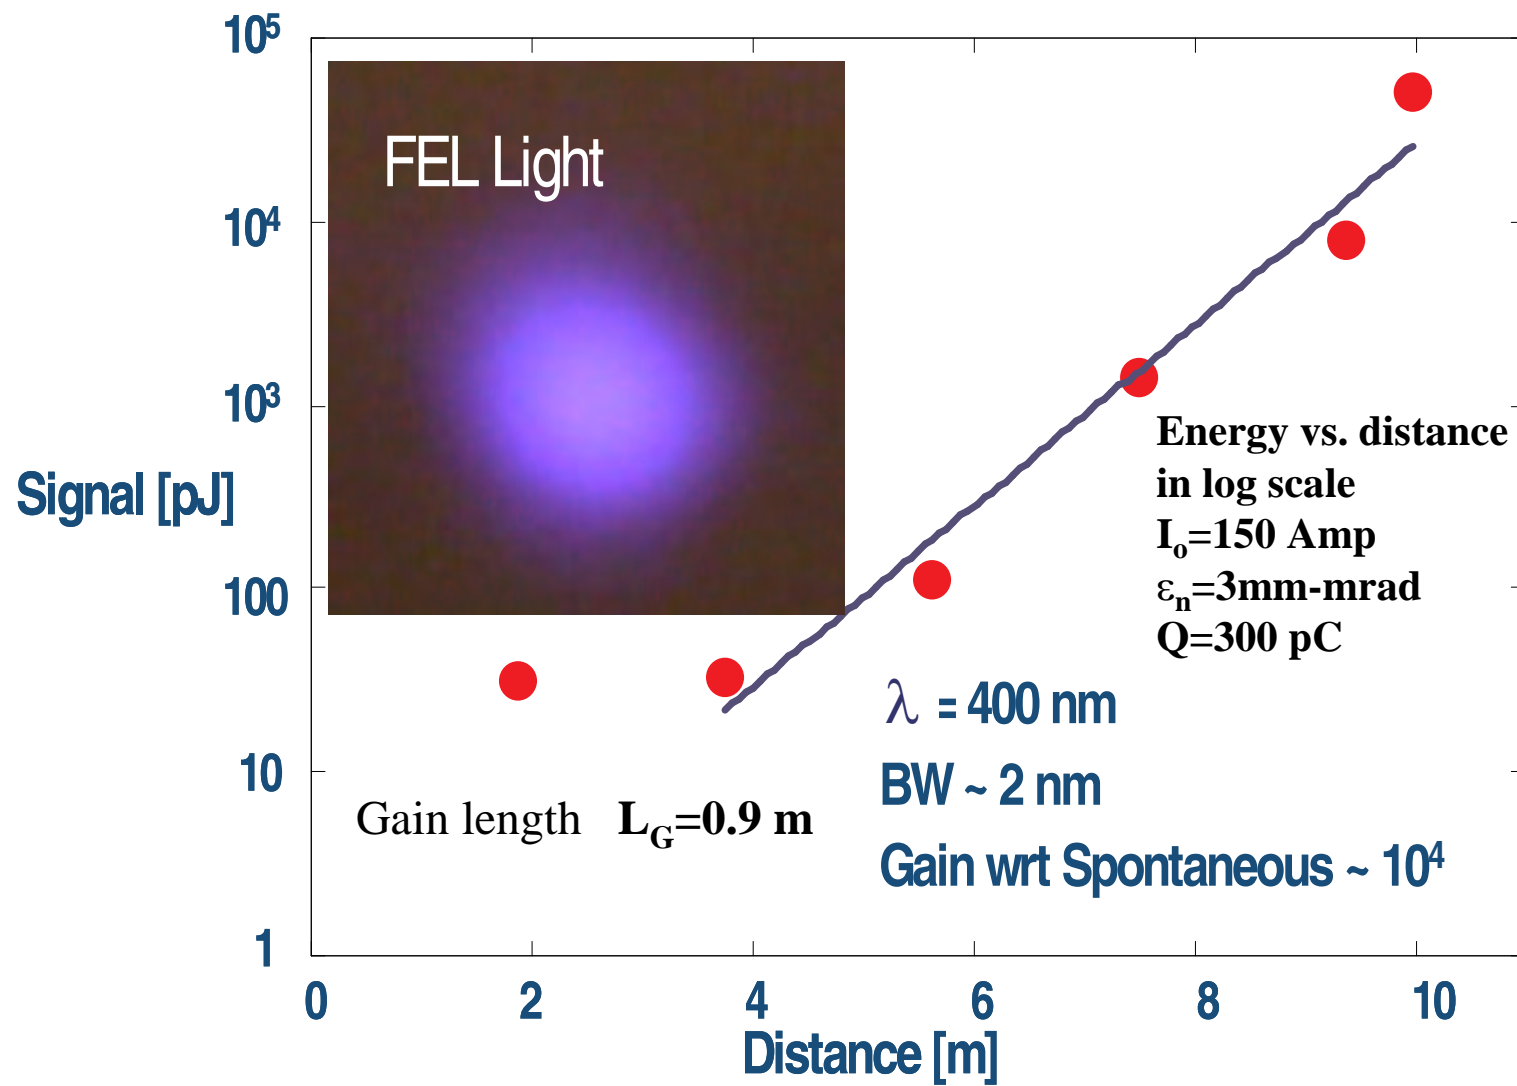 10⁵
FEL Light
10⁴
10³
Signal [pJ]
Energy vs. distance
in log scale
Iₒ=150 Amp
εₙ=3mm-mrad
Q=300 pC
100
λ = 400 nm
10
BW ~ 2 nm
Gain length L_G=0.9 m
Gain wrt Spontaneous ~ 10⁴
1
0 2 4 6 8 10
Distance [m]